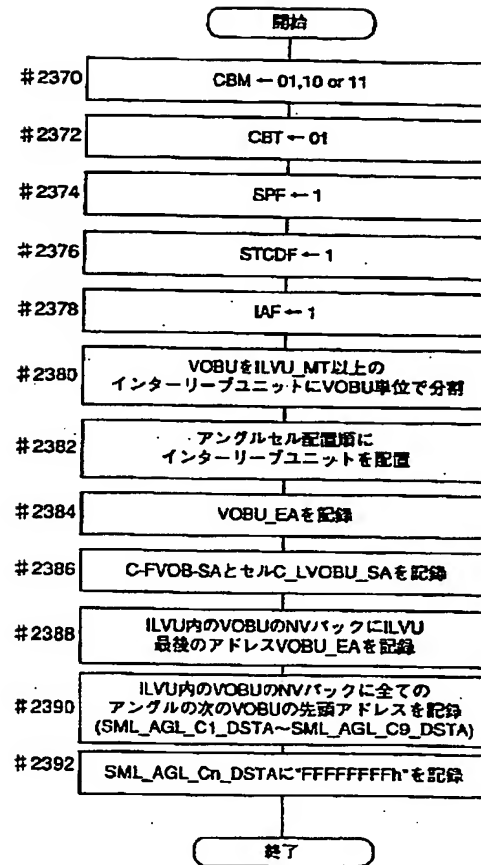 開始
#2370
CBM ← 01,10 or 11
#2372
CBT ← 01
#2374
SPF ← 1
#2376
STCDF ← 1
#2378
IAF ← 1
#2380
VOBUをILVU_MT以上の
インターリーブユニットにVOBU単位で分割
#2382
アングルセル配置順に
インターリーブユニットを配置
#2384
VOBU_EAを記録
#2386
C-FVOB-SAとセルC_LVOBU_SAを記録
#2388
ILVU内のVOBUのNVパックにILVU
最後のアドレスVOBU_EAを記録
#2390
ILVU内のVOBUのNVパックに全ての
アングルの次のVOBUの先頭アドレスを記録
(SML_AGL_C1_DSTA～SML_AGL_C9_DSTA)
#2392
SML_AGL_Cn_DSTAに"FFFFFFFFh"を記録
終了